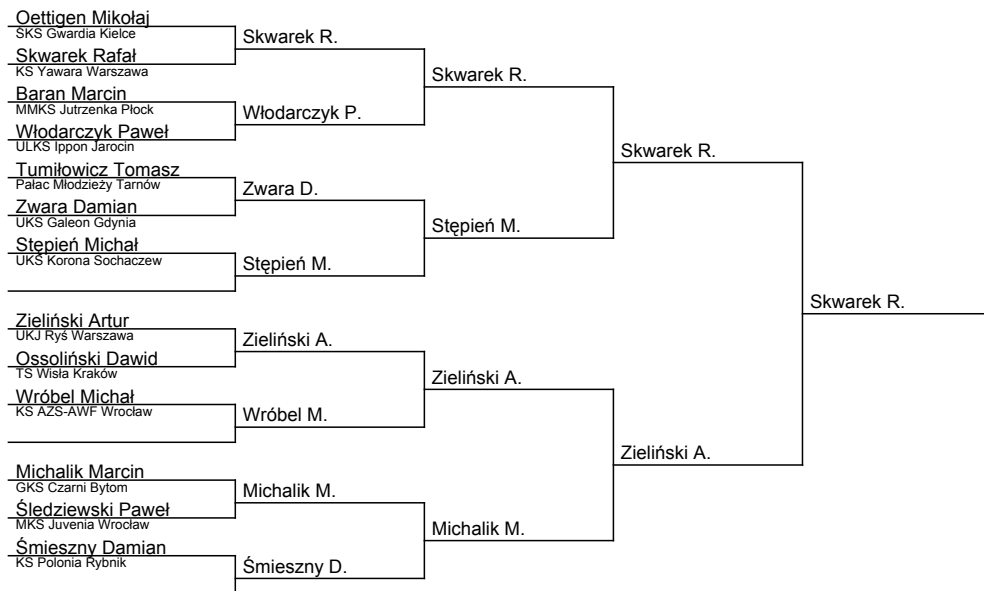 Oettigen Mikołaj
SKS Gwardia Kielce
Skwarek Rafał
KS Yawara Warszawa
Baran Marcin
MMKS Jutrzenka Płock
Włodarczyk Paweł
ULKS Ippon Jarocin
Tumiłowicz Tomasz
Pałac Młodzieży Tarnów
Zwara Damian
UKS Galeon Gdynia
Stępień Michał
UKS Korona Sochaczew
Zieliński Artur
UKJ Ryś Warszawa
Ossoliński Dawid
TS Wisła Kraków
Wróbel Michał
KS AZS-AWF Wrocław
Michalik Marcin
GKS Czarni Bytom
Śledziewski Paweł
MKS Juvenia Wrocław
Śmieszny Damian
KS Polonia Rybnik
Skwarek R.
Włodarczyk P.
Zwara D.
Stępień M.
Zieliński A.
Wróbel M.
Michalik M.
Śmieszny D.
Skwarek R.
Stępień M.
Zieliński A.
Michalik M.
Skwarek R.
Zieliński A.
Skwarek R.